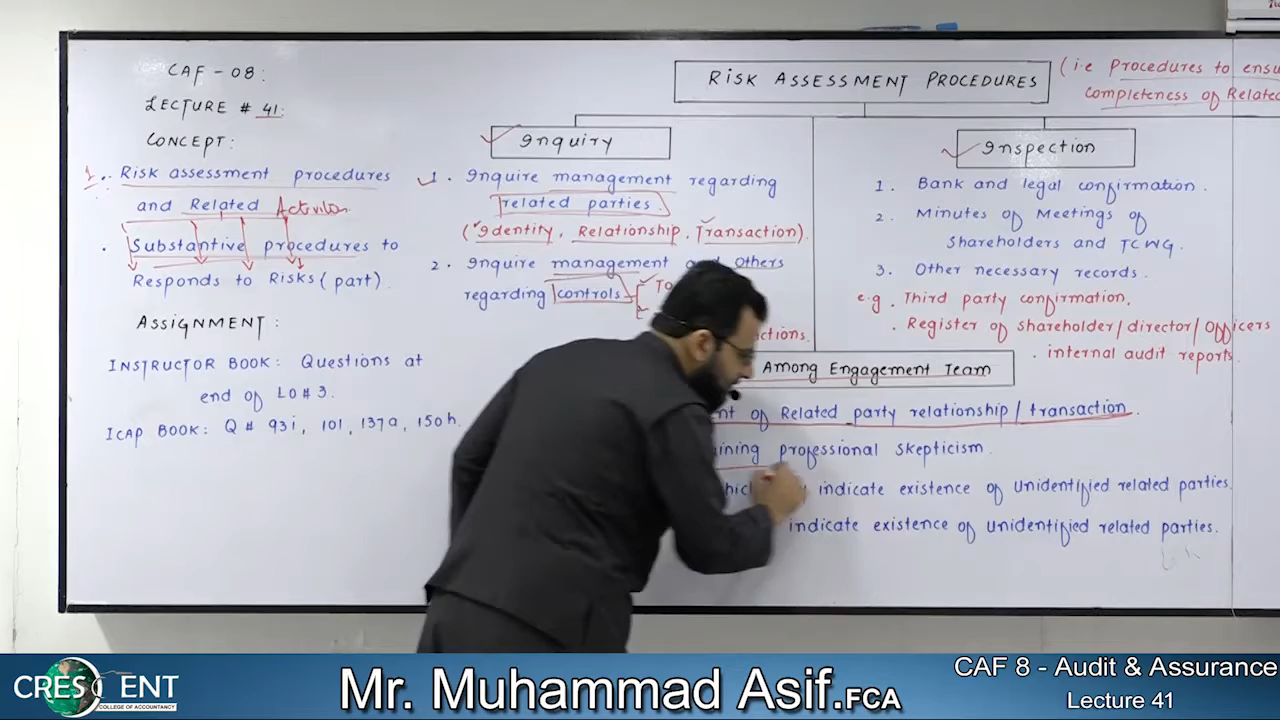 CAF - 08:
LECTURE # 41:
CONCEPT:
1. Risk assessment procedures
and Related Activities
. Substantive procedures to
Responds to Risks (part).
ASSIGNMENT:
INSTRUCTOR BOOK: Questions at
end of LO # 3.
ICAP BOOK: Q # 93i, 101, 137a, 150h.
RISK ASSESSMENT PROCEDURES
(i.e Procedures to
Completeness of Related
Inquiry
1. Inquire management regarding
related parties
(Identity, Relationship, Transaction).
2. Inquire management and Others
regarding controls
Inspection
1. Bank and legal confirmation.
2. Minutes of Meetings of
Shareholders and TCWG.
3. Other necessary records.
e.g. Third party confirmation.
. Register of shareholder/director/officers
. internal audit reports.
Among Engagement Team
of Related party relationship/transaction.
professional skepticism.
indicate existence of unidentified related parties.
indicate existence of unidentified related parties.
CRESCENT
COLLEGE OF ACCOUNTANCY
Mr. Muhammad Asif.FCA
CAF 8 - Audit & Assurance
Lecture 41